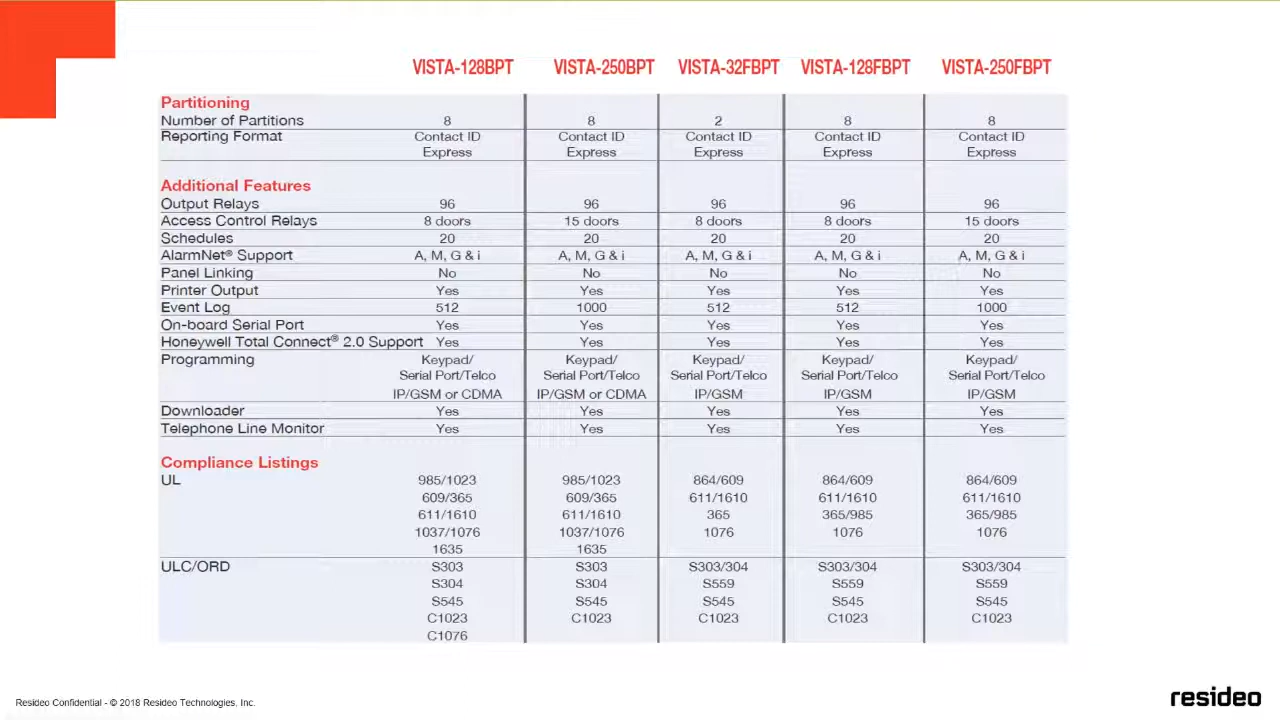 VISTA-128BPT VISTA-250BPT VISTA-32FBPT VISTA-128FBPT VISTA-250FBPT
Partitioning
Number of Partitions 8 8 2 8 8
Reporting Format Contact ID Contact ID Contact ID Contact ID Contact ID
Express Express Express Express Express
Additional Features
Output Relays 96 96 96 96 96
Access Control Relays 8 doors 15 doors 8 doors 8 doors 15 doors
Schedules 20 20 20 20 20
AlarmNet® Support A, M, G & i A, M, G & i A, M, G & i A, M, G & i A, M, G & i
Panel Linking No No No No No
Printer Output Yes Yes Yes Yes Yes
Event Log 512 1000 512 512 1000
On-board Serial Port Yes Yes Yes Yes Yes
Honeywell Total Connect® 2.0 Support Yes Yes Yes Yes Yes
Programming Keypad/ Keypad/ Keypad/ Keypad/ Keypad/
Serial Port/Telco Serial Port/Telco Serial Port/Telco Serial Port/Telco Serial Port/Telco
IP/GSM or CDMA IP/GSM or CDMA IP/GSM IP/GSM IP/GSM
Downloader Yes Yes Yes Yes Yes
Telephone Line Monitor Yes Yes Yes Yes Yes
Compliance Listings
UL 985/1023 985/1023 864/609 864/609 864/609
609/365 609/365 611/1610 611/1610 611/1610
611/1610 611/1610 365 365/985 365/985
1037/1076 1037/1076 1076 1076 1076
1635 1635
ULC/ORD S303 S303 S303/304 S303/304 S303/304
S304 S304 S559 S559 S559
S545 S545 S545 S545 S545
C1023 C1023 C1023 C1023 C1023
C1076
Resideo Confidential - © 2018 Resideo Technologies, Inc.
resideo